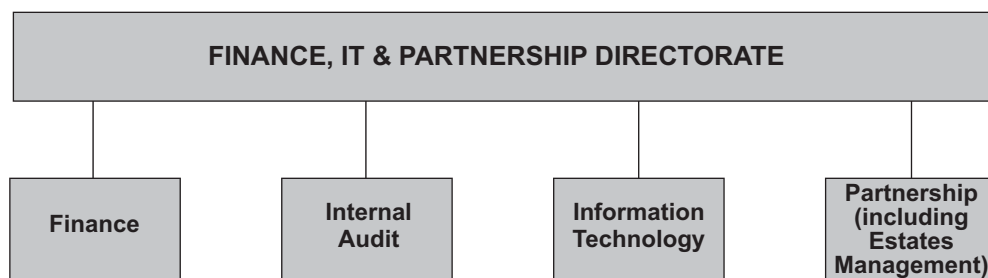 FINANCE, IT & PARTNERSHIP DIRECTORATE
Finance
Internal
Audit
Information
Technology
Partnership
(including
Estates
Management)